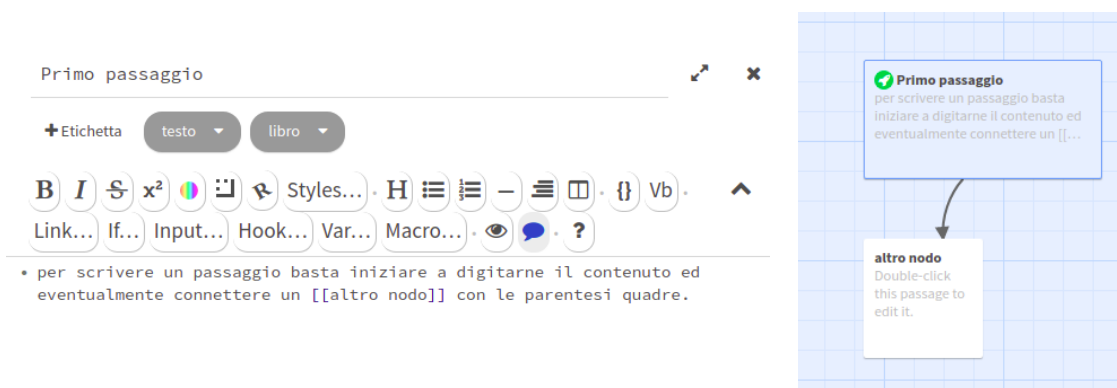 Primo passaggio
+Etichetta testo libro
B I S x² Styles… H {} Vb
Link… If… Input… Hook… Var… Macro… ?
• per scrivere un passaggio basta iniziare a digitarne il contenuto ed
eventualmente connettere un [[altro nodo]] con le parentesi quadre.
Primo passaggio
per scrivere un passaggio basta
iniziare a digitarne il contenuto ed
eventualmente connettere un [[…
altro nodo
Double-click
this passage to
edit it.